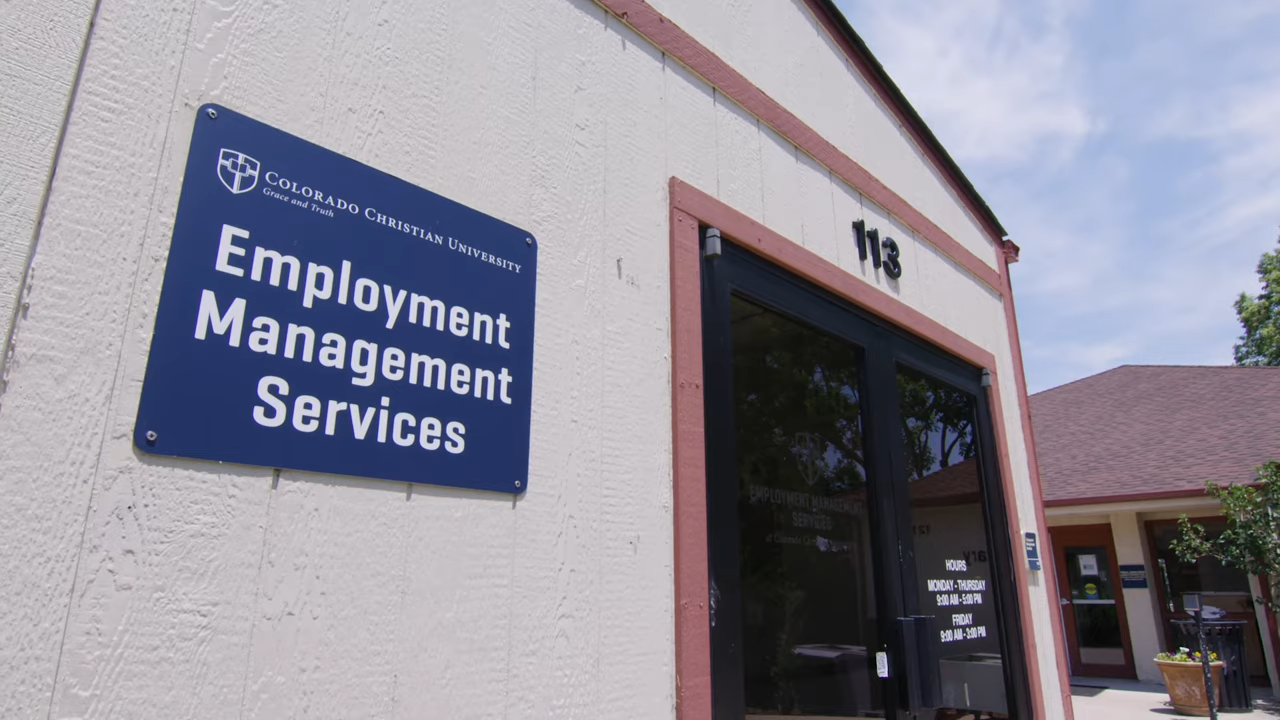 COLORADO CHRISTIAN UNIVERSITY
Grace and Truth
Employment
Management
Services
113
EMPLOYMENT MANAGEMENT
SERVICES
HOURS
MONDAY - THURSDAY
9:00 AM - 5:00 PM
FRIDAY
9:00 AM - 3:00 PM